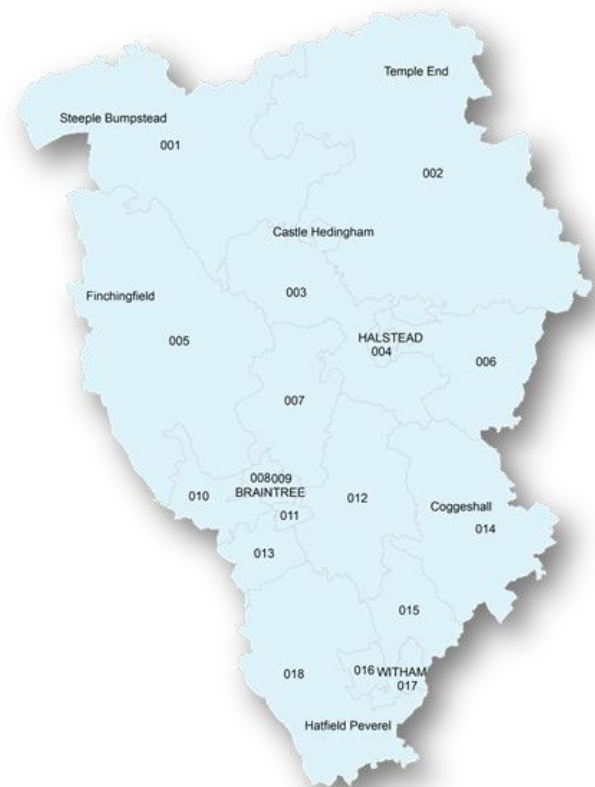 Temple End
Steeple Bumpstead
001
002
Castle Hedingham
003
Finchingfield
005
HALSTEAD
004
006
007
008009
BRAINTREE
010
011
012
Coggeshall
014
013
015
016 WITHAM
017
018
Hatfield Peverel